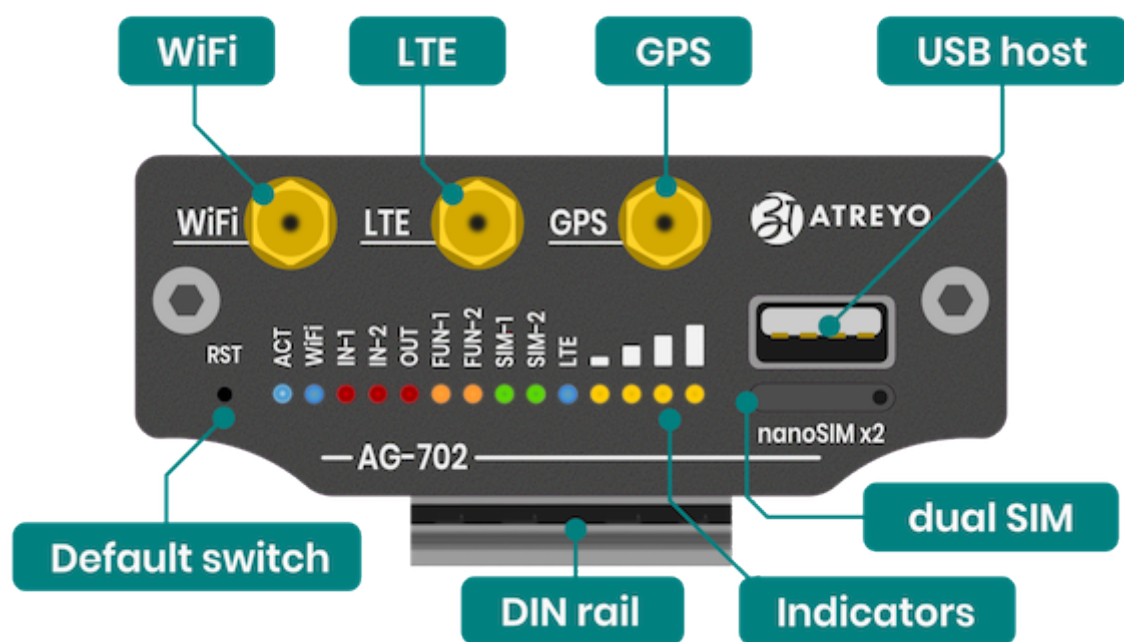 WiFi
LTE
GPS
USB host
WiFi
LTE
GPS
ATREYO
RST
ACT
WiFi
IN-1
IN-2
OUT
FUN-1
FUN-2
SIM-1
SIM-2
LTE
nanoSIM x2
AG-702
Default switch
DIN rail
Indicators
dual SIM